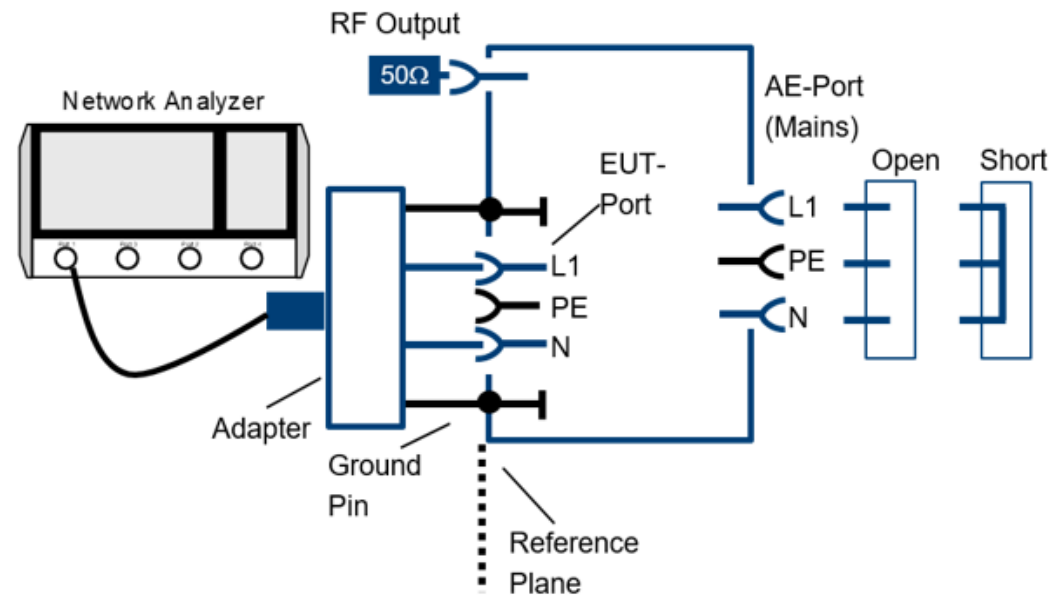 RF Output
50Ω
Network Analyzer
AE-Port
(Mains)
Open
Short
EUT-
Port
L1
PE
N
L1
PE
N
Adapter
Ground
Pin
Reference
Plane